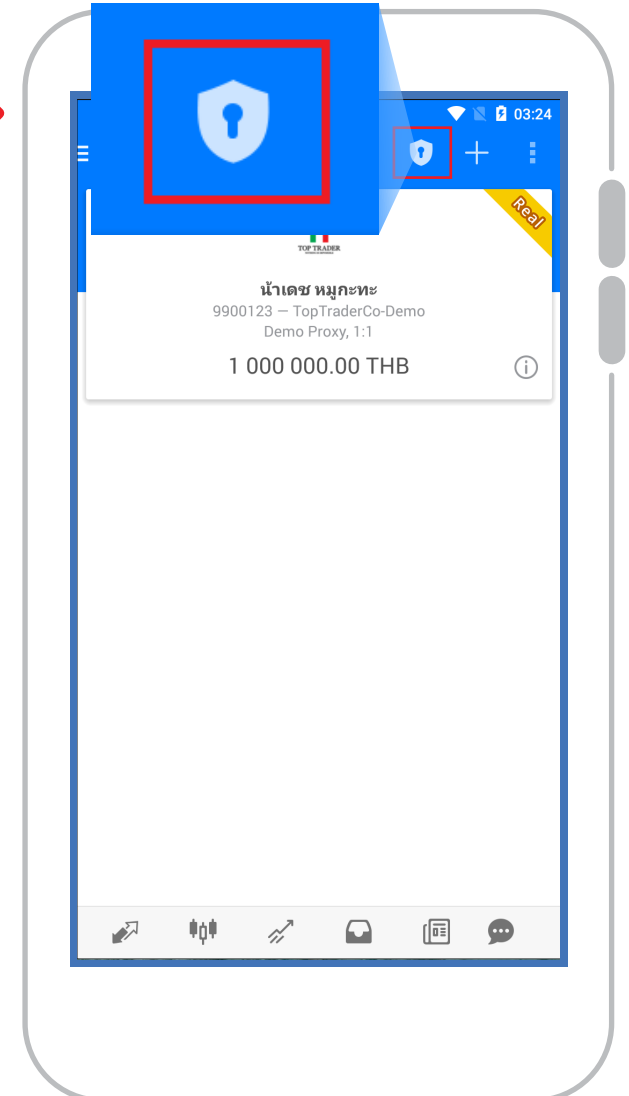 03:24
Real
TOP TRADER
น้าเดช หมูกะทะ
9900123 — TopTraderCo-Demo
Demo Proxy, 1:1
1 000 000.00 THB